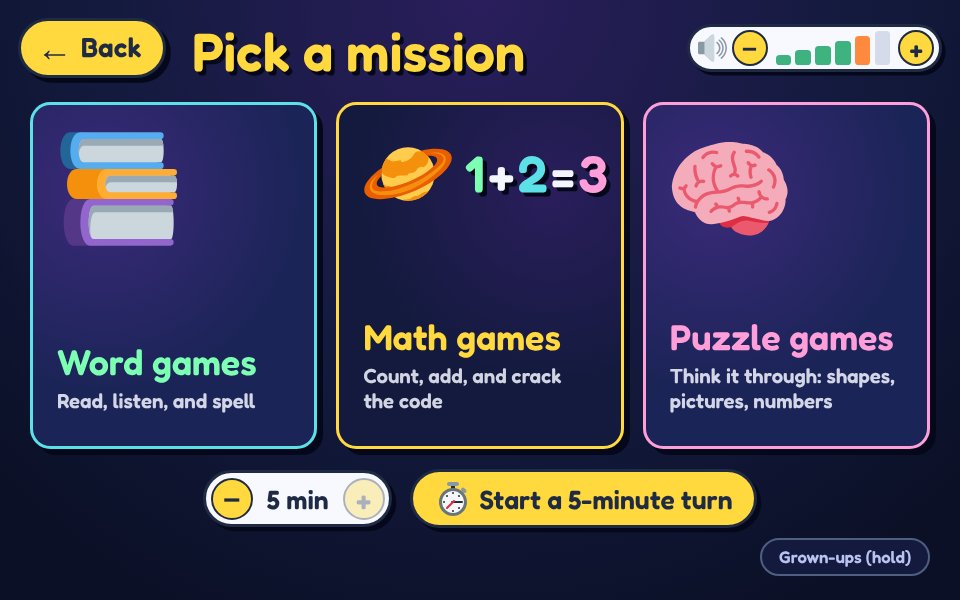 ← Back
Pick a mission
−
+
1+2=3
Word games
Read, listen, and spell
Math games
Count, add, and crack
the code
Puzzle games
Think it through: shapes,
pictures, numbers
−
5 min
+
Start a 5-minute turn
Grown-ups (hold)